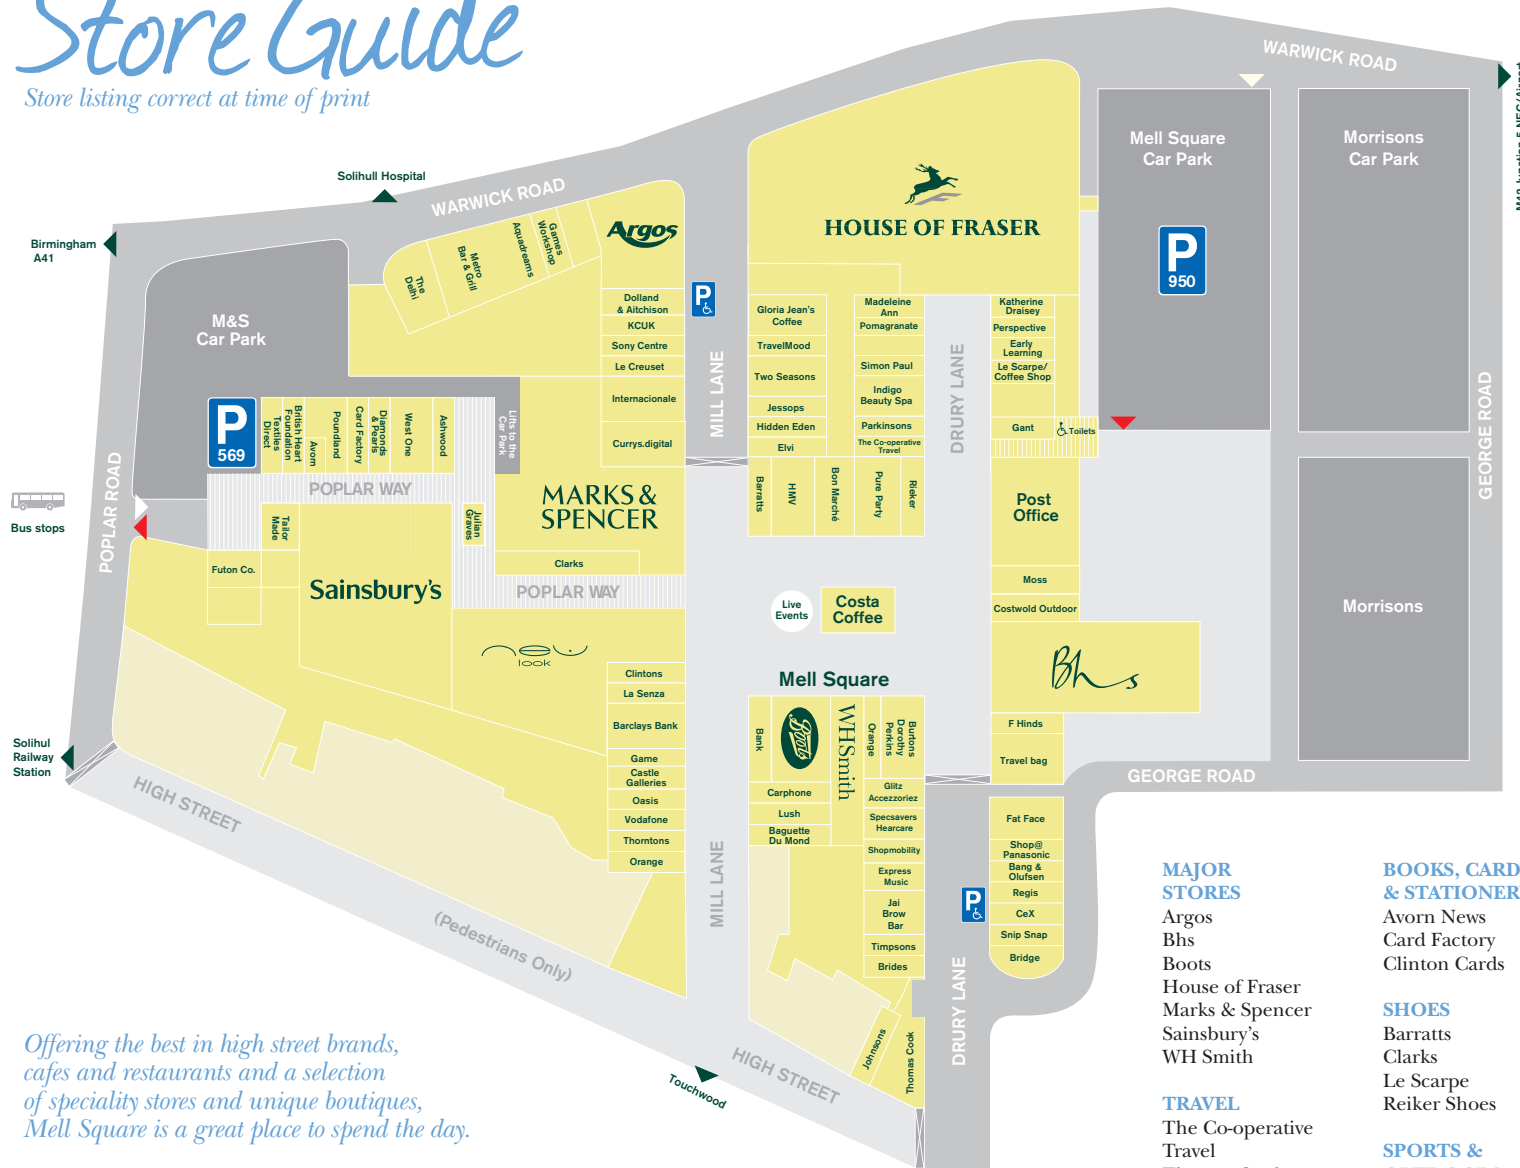 Store Guide
Store listing correct at time of print
WARWICK ROAD
Mell Square
Car Park
Morrisons
Car Park
P
950
Solihull Hospital
WARWICK ROAD
Birmingham
A41
M&S
Car Park
The
Delhi
Metro
Bar & Grill
Aquadreams
Games
Workshop
Argos
HOUSE OF FRASER
Dolland
& Aitchison
KCUK
Sony Centre
Le Creuset
Internacionale
Currys.digital
P
MILL LANE
Gloria Jean's
Coffee
TravelMood
Two Seasons
Jessops
Hidden Eden
Elvi
Madeleine
Ann
Pomagranate
Simon Paul
Indigo
Beauty Spa
Parkinsons
The Co-operative
Travel
DRURY LANE
Katherine
Draisey
Perspective
Early
Learning
Le Scarpe/
Coffee Shop
Gant
Toilets
GEORGE ROAD
P
569
Textiles
Direct
British Heart
Foundation
Avorn
Poundland
Card Factory
Diamonds
& Pearls
West One
Ashwood
Lifts to the
Car Park
POPLAR WAY
POPLAR ROAD
Bus stops
Tailor
Made
Julian
Graves
MARKS &
SPENCER
Clarks
POPLAR WAY
Futon Co.
Sainsbury's
Barratts
HMV
Bon Marché
Pure Party
Rieker
Post
Office
Moss
Costwold Outdoor
Live
Events
Costa
Coffee
Morrisons
new
look
Bhs
Mell Square
Clintons
La Senza
Barclays Bank
Game
Castle
Galleries
Oasis
Vodafone
Thorntons
Orange
Bank
Boots
WHSmith
Orange
Dorothy
Perkins
Burtons
Carphone
Lush
Baguette
Du Mond
Glitz
Accezzoriez
Specsavers
Hearcare
Shopmobility
Express
Music
Jai
Brow
Bar
Timpsons
Brides
F Hinds
Travel bag
GEORGE ROAD
Fat Face
Shop@
Panasonic
Bang &
Olufsen
Regis
CeX
Snip Snap
Bridge
P
Solihul
Railway
Station
HIGH STREET
(Pedestrians Only)
MILL LANE
DRURY LANE
Johnsons
Thomas Cook
HIGH STREET
Touchwood
Offering the best in high street brands,
cafes and restaurants and a selection
of speciality stores and unique boutiques,
Mell Square is a great place to spend the day.
MAJOR
STORES
Argos
Bhs
Boots
House of Fraser
Marks & Spencer
Sainsbury's
WH Smith
TRAVEL
The Co-operative
Travel
BOOKS, CARD
& STATIONER
Avorn News
Card Factory
Clinton Cards
SHOES
Barratts
Clarks
Le Scarpe
Reiker Shoes
SPORTS &